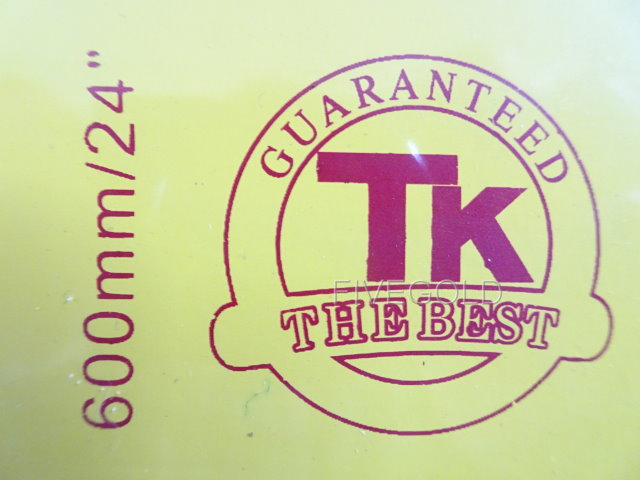 600mm/24"
GUARANTEED
TK
FIVEGOLD
THE BEST